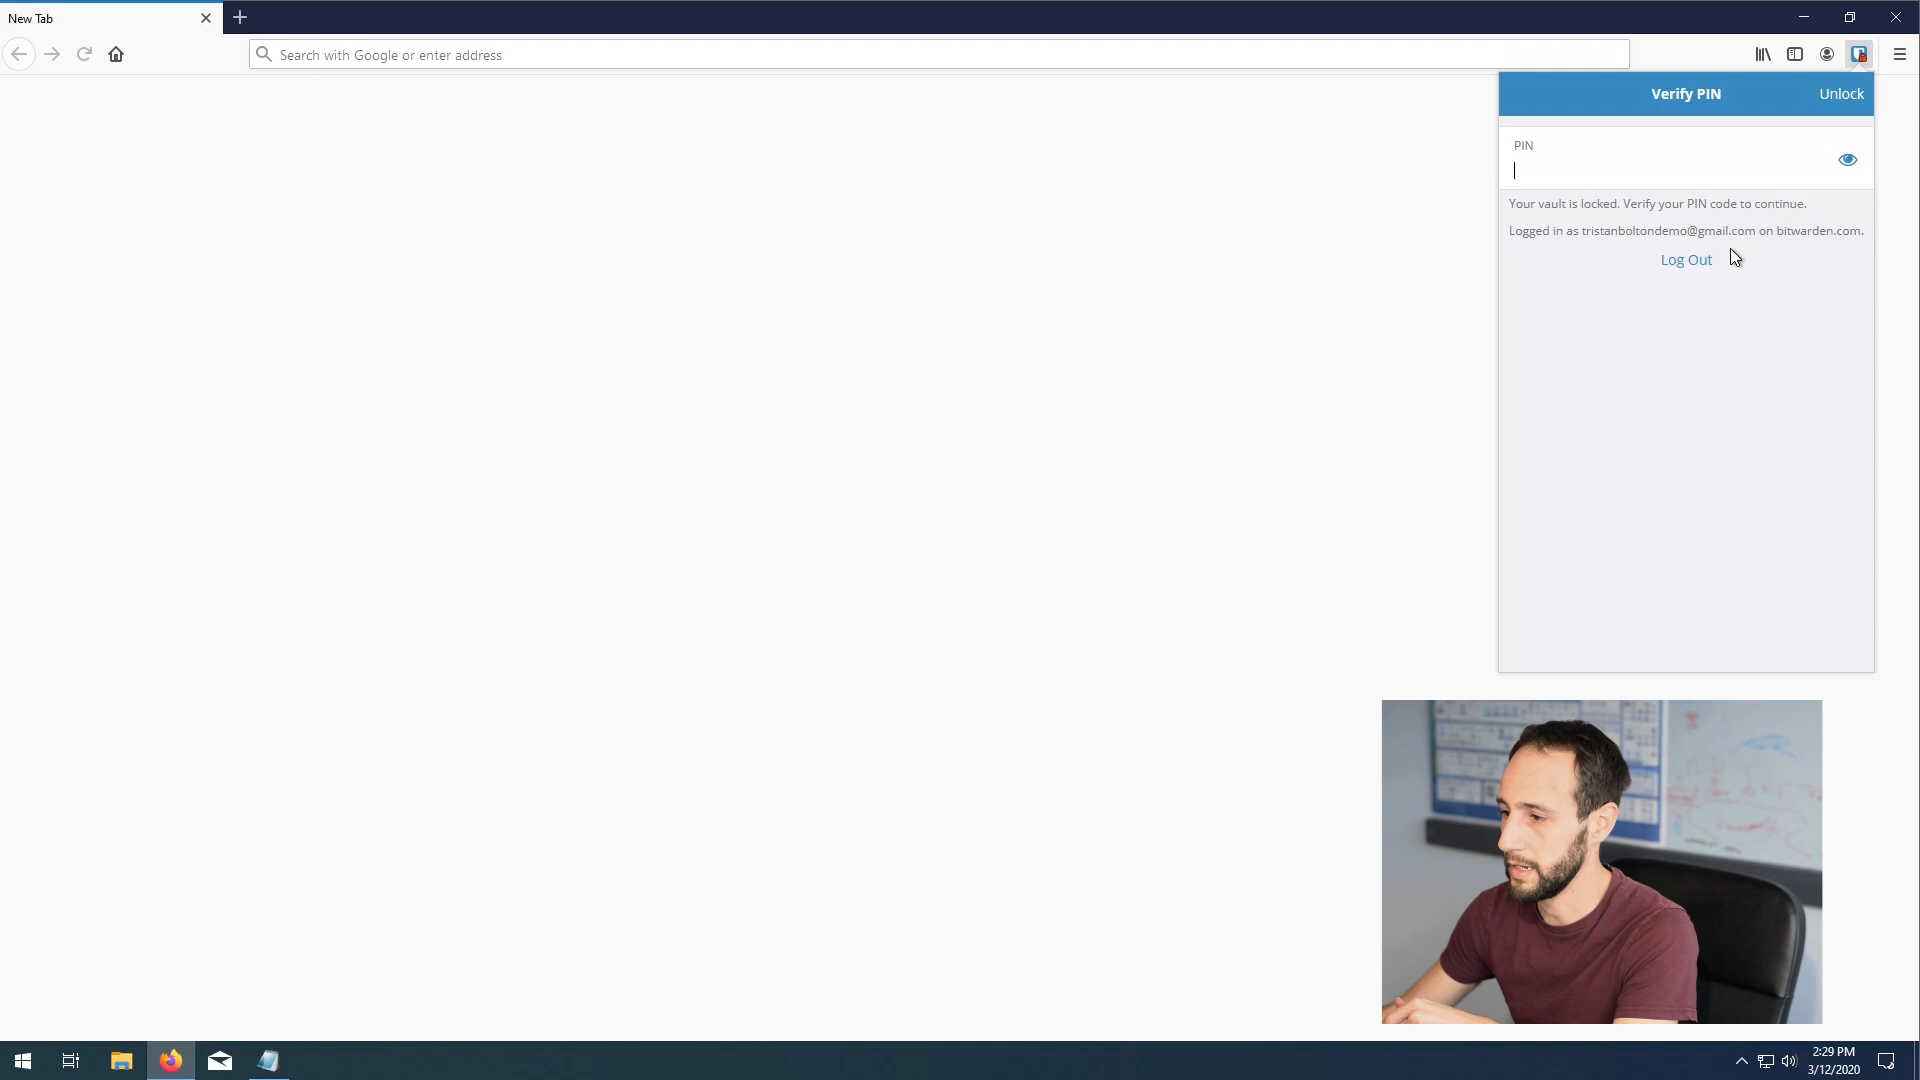 New Tab
Search with Google or enter address
Verify PIN
Unlock
PIN
Your vault is locked. Verify your PIN code to continue.
Logged in as tristanboltondemo@gmail.com on bitwarden.com.
Log Out
2:29 PM
3/12/2020